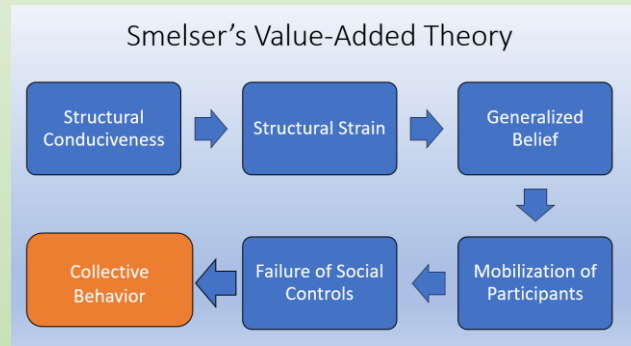 Smelser's Value-Added Theory
Structural
Conduciveness
Structural Strain
Generalized
Belief
Mobilization of
Participants
Failure of Social
Controls
Collective
Behavior